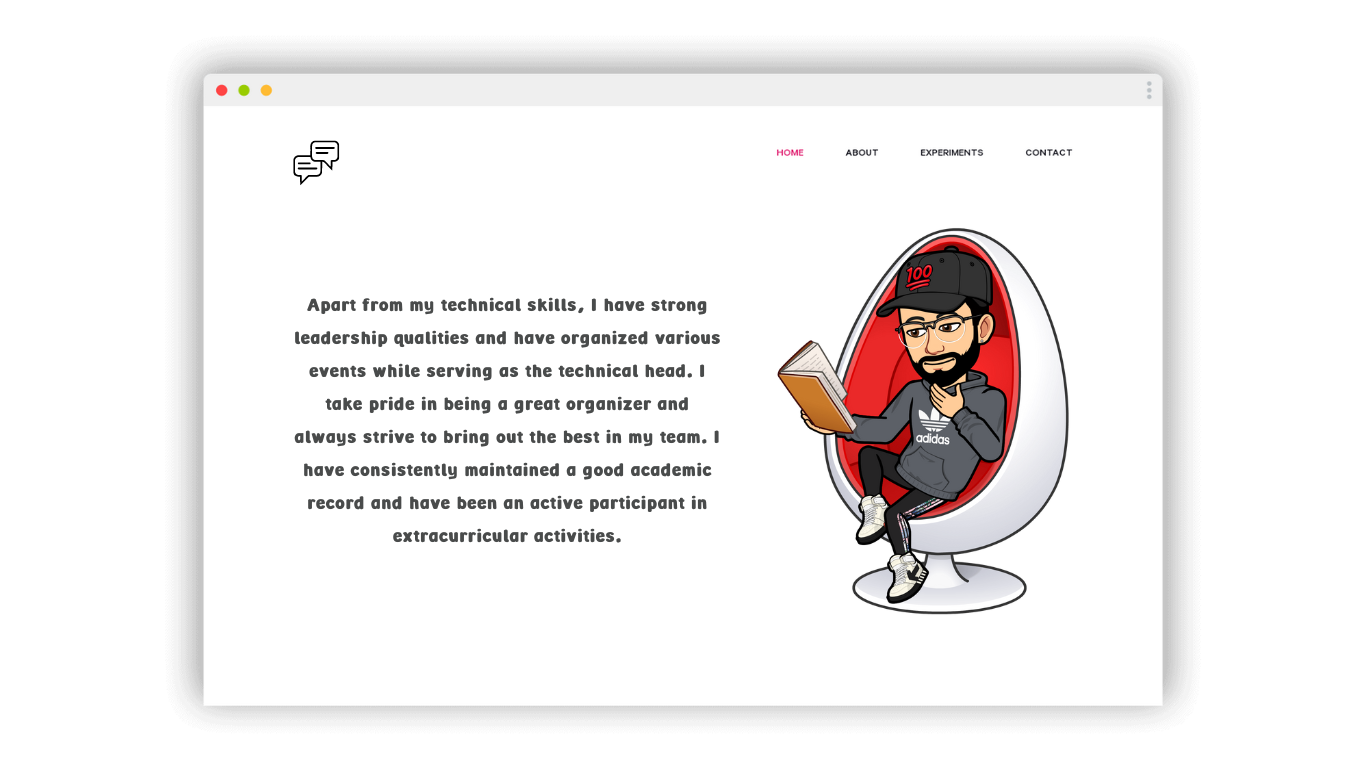 HOME ABOUT EXPERIMENTS CONTACT
100
Apart from my technical skills, I have strong
leadership qualities and have organized various
events while serving as the technical head. I
take pride in being a great organizer and
always strive to bring out the best in my team. I
have consistently maintained a good academic
record and have been an active participant in
extracurricular activities.
adidas